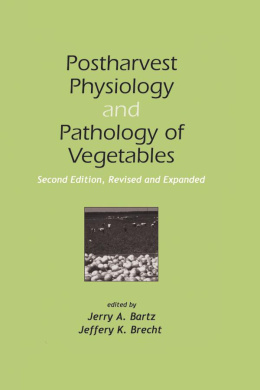 Postharvest
Physiology
and
Pathology of
Vegetables
Second Edition, Revised and Expanded
edited by
Jerry A. Bartz
Jeffery K. Brecht